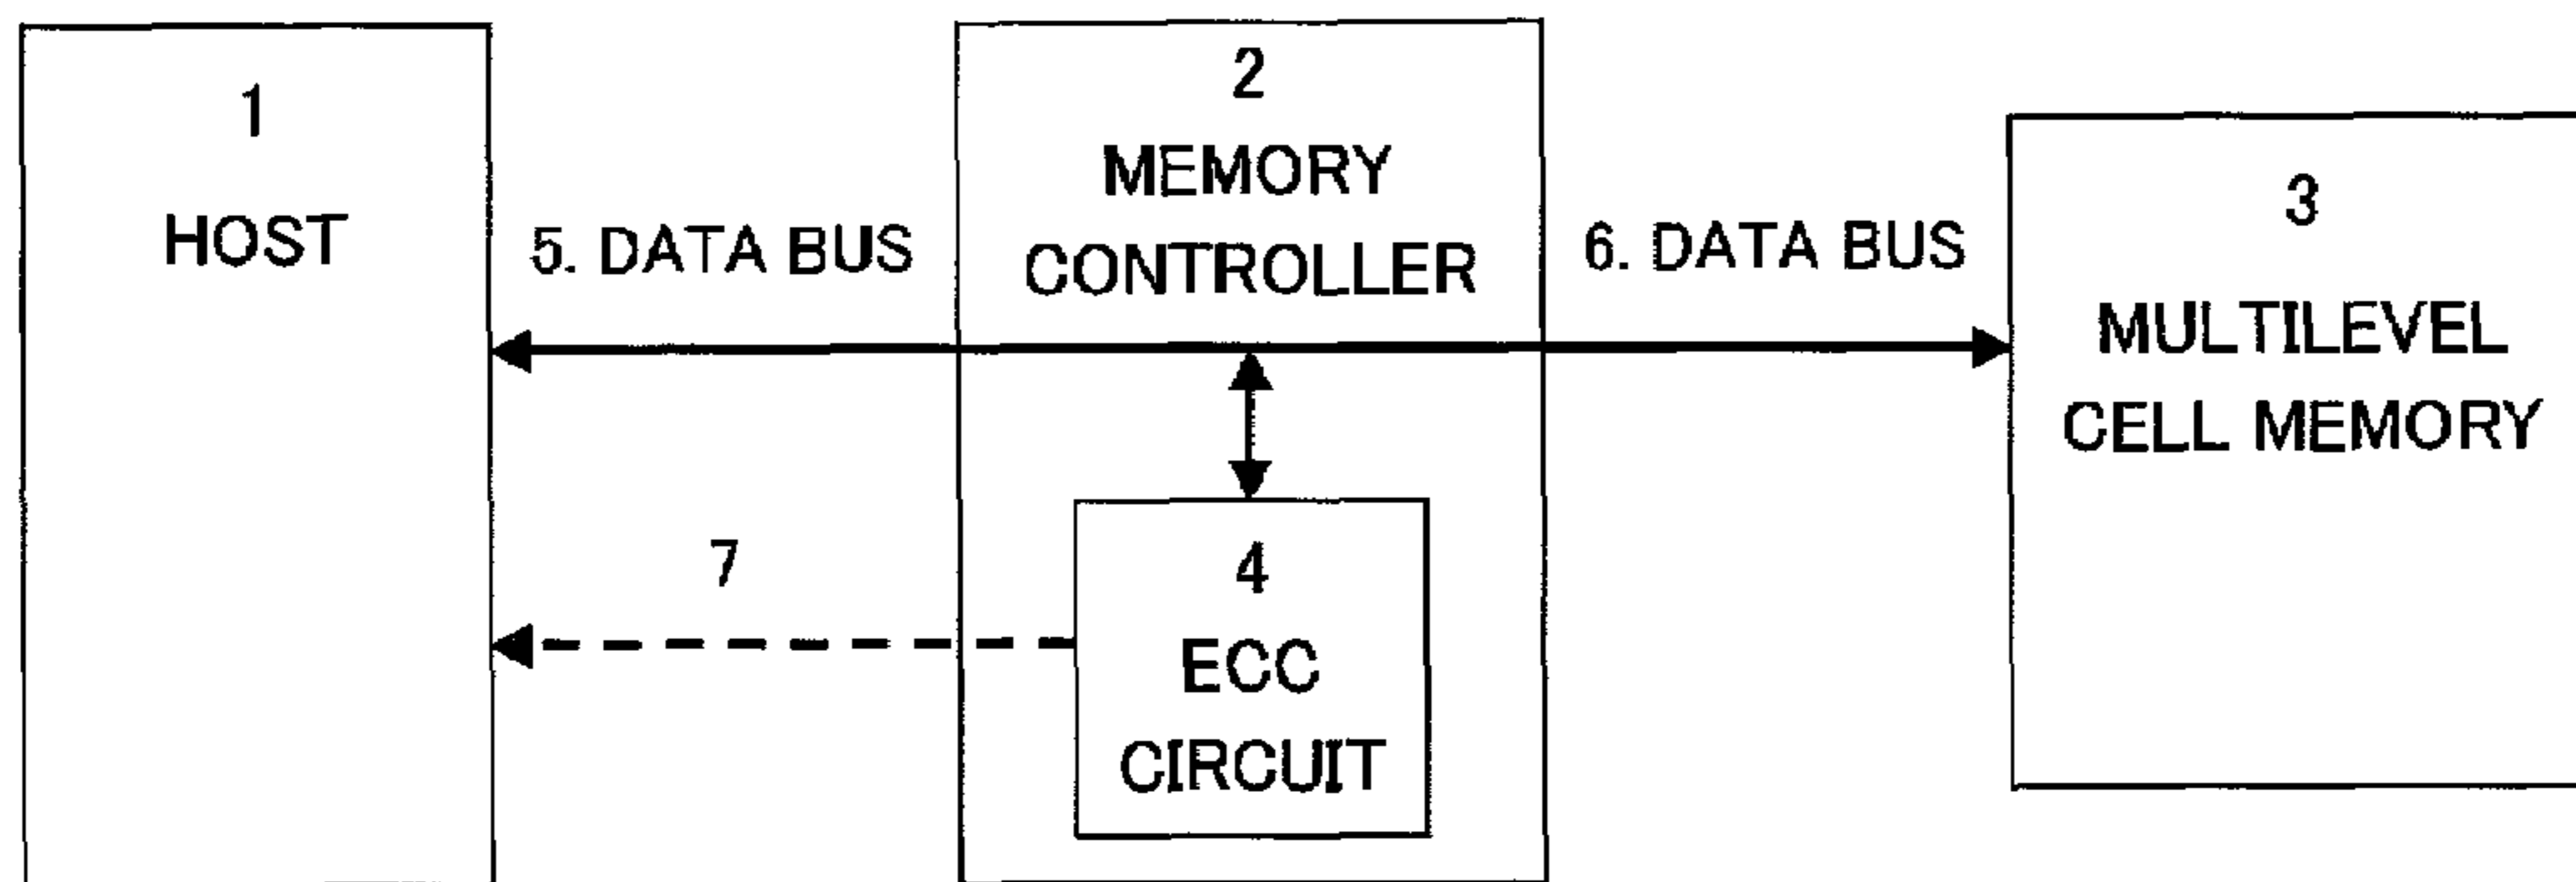 1
HOST
5. DATA BUS
2
MEMORY
CONTROLLER
6. DATA BUS
3
MULTILEVEL
CELL MEMORY
7
4
ECC
CIRCUIT